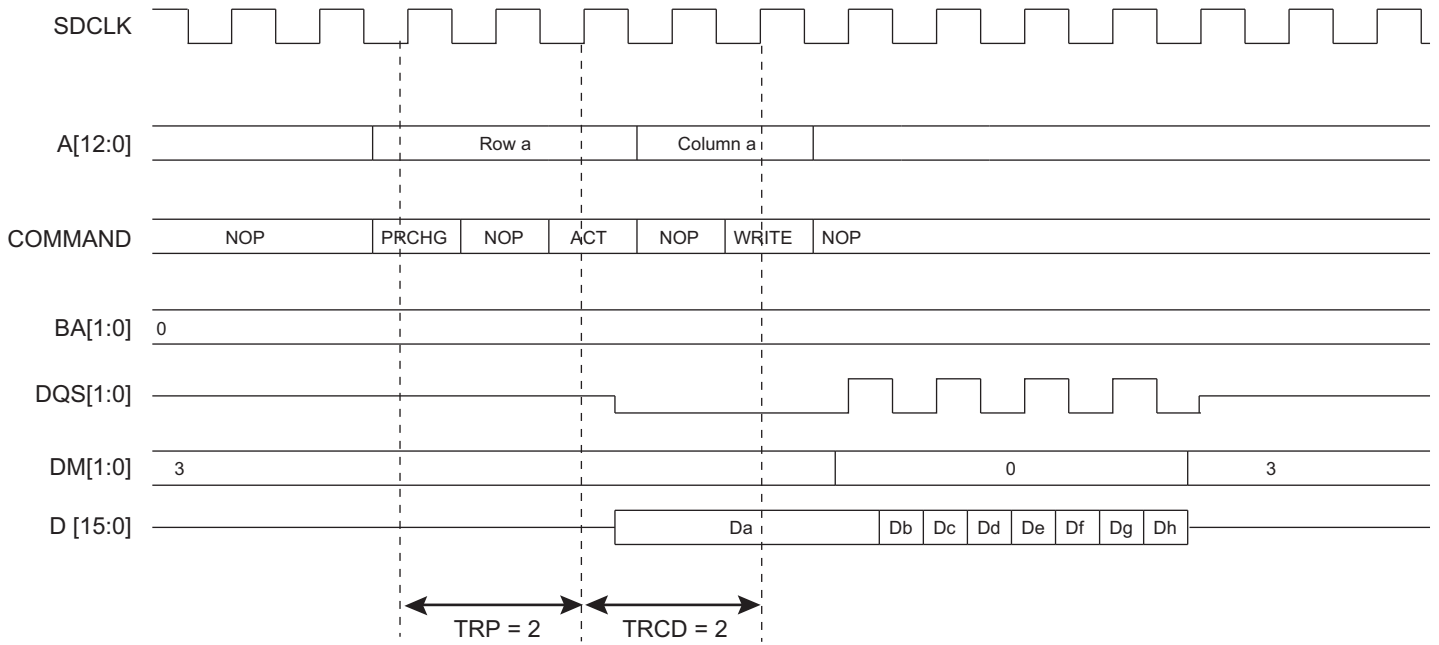 SDCLK
A[12:0] Row a Column a
COMMAND NOP PRCHG NOP ACT NOP WRITE NOP
BA[1:0] 0
DQS[1:0]
DM[1:0] 3 0 3
D [15:0] Da Db Dc Dd De Df Dg Dh
TRP = 2 TRCD = 2